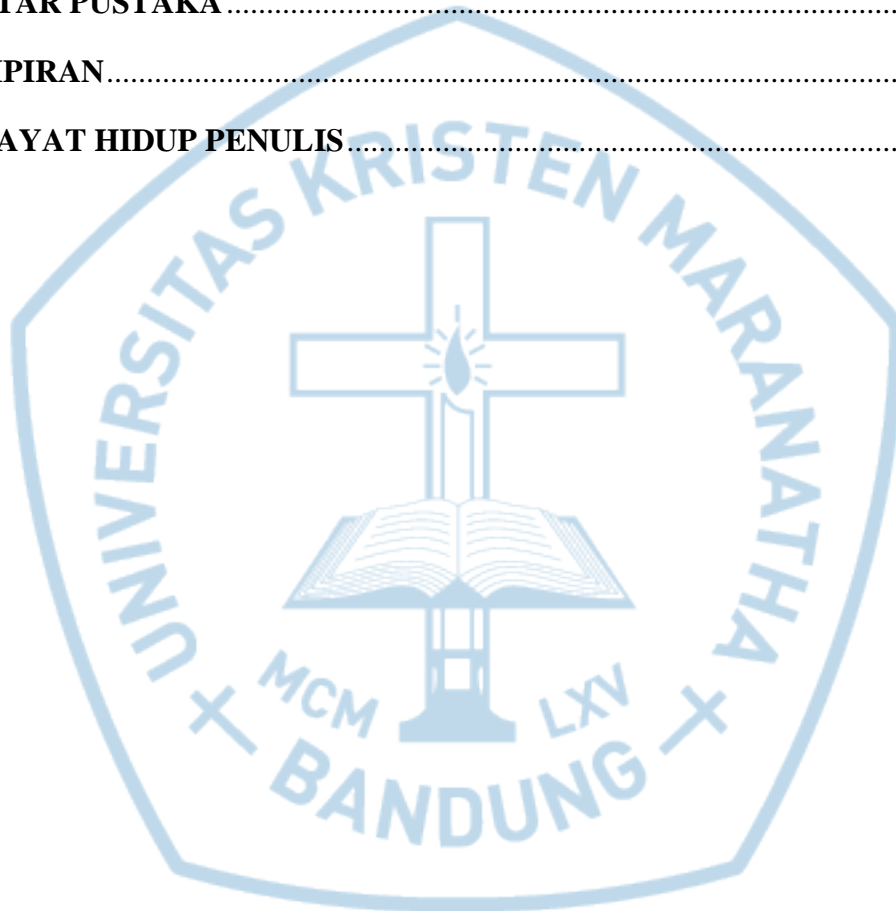 TAR PUSTAKA
PIRAN
AYAT HIDUP PENULIS
UNIVERSITAS KRISTEN MARANATHA
MCM LXV
BANDUNG